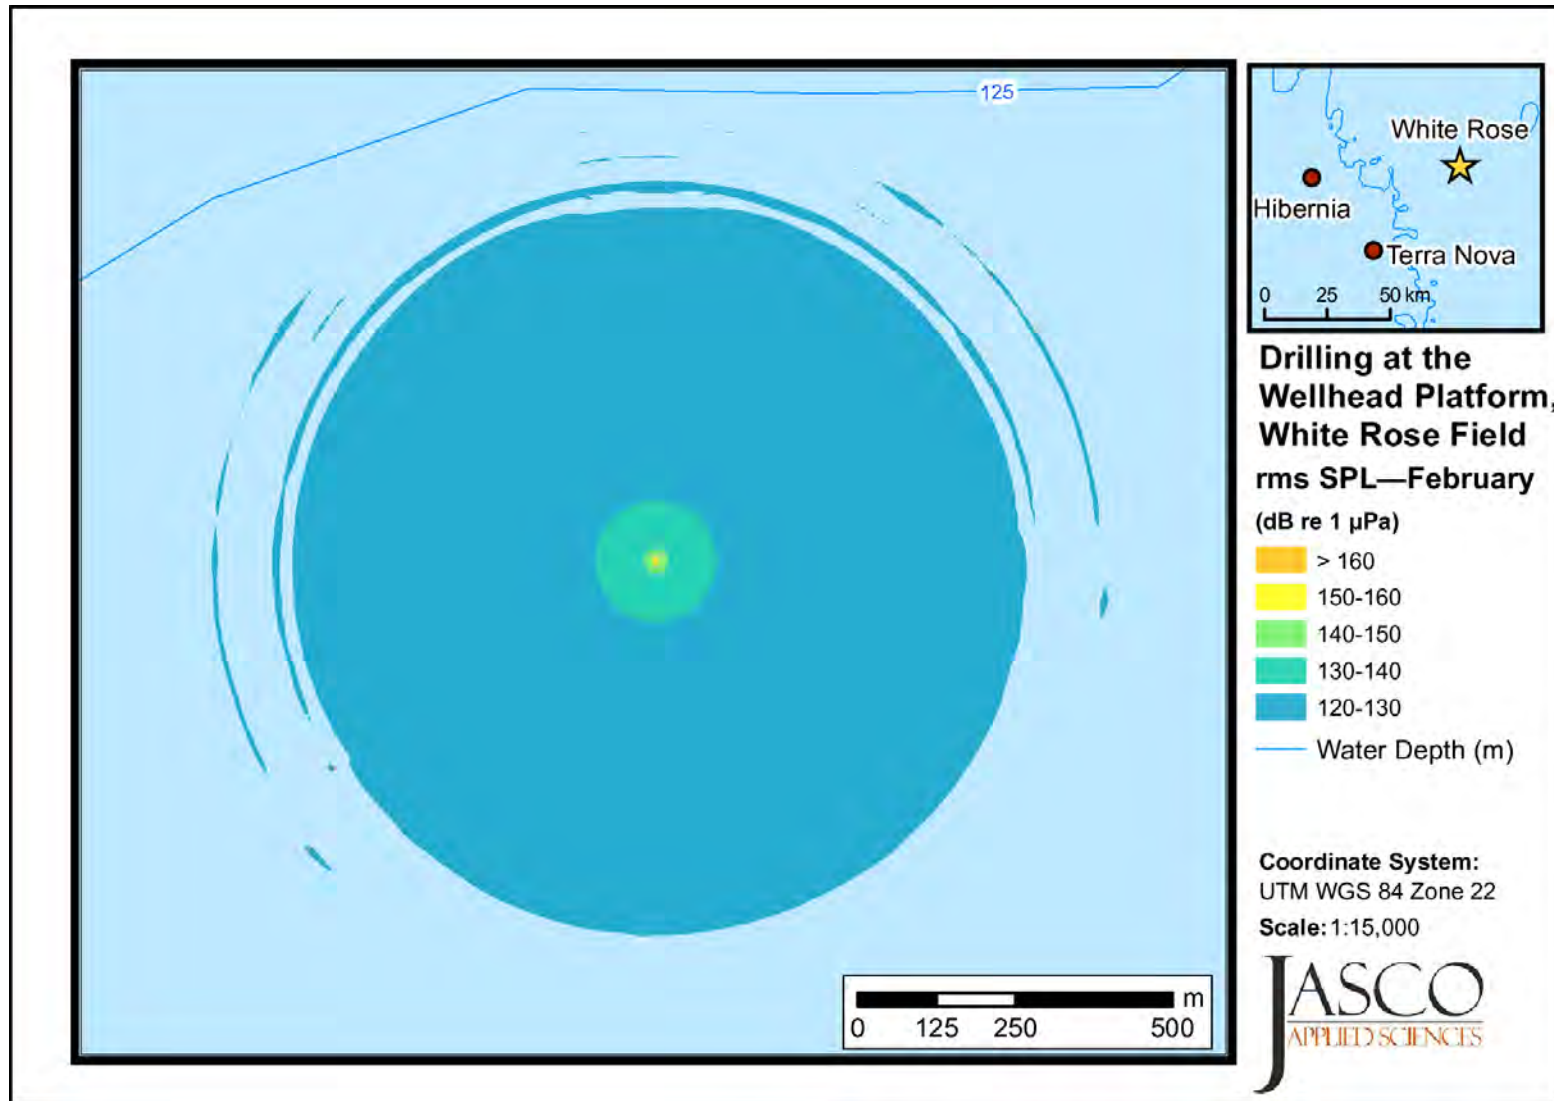 125
White Rose
Hibernia
Terra Nova
0 25 50 km
Drilling at the
Wellhead Platform,
White Rose Field
rms SPL—February
(dB re 1 µPa)
> 160
150-160
140-150
130-140
120-130
Water Depth (m)
Coordinate System:
UTM WGS 84 Zone 22
Scale: 1:15,000
JASCO
APPLIED SCIENCES
m
0 125 250 500